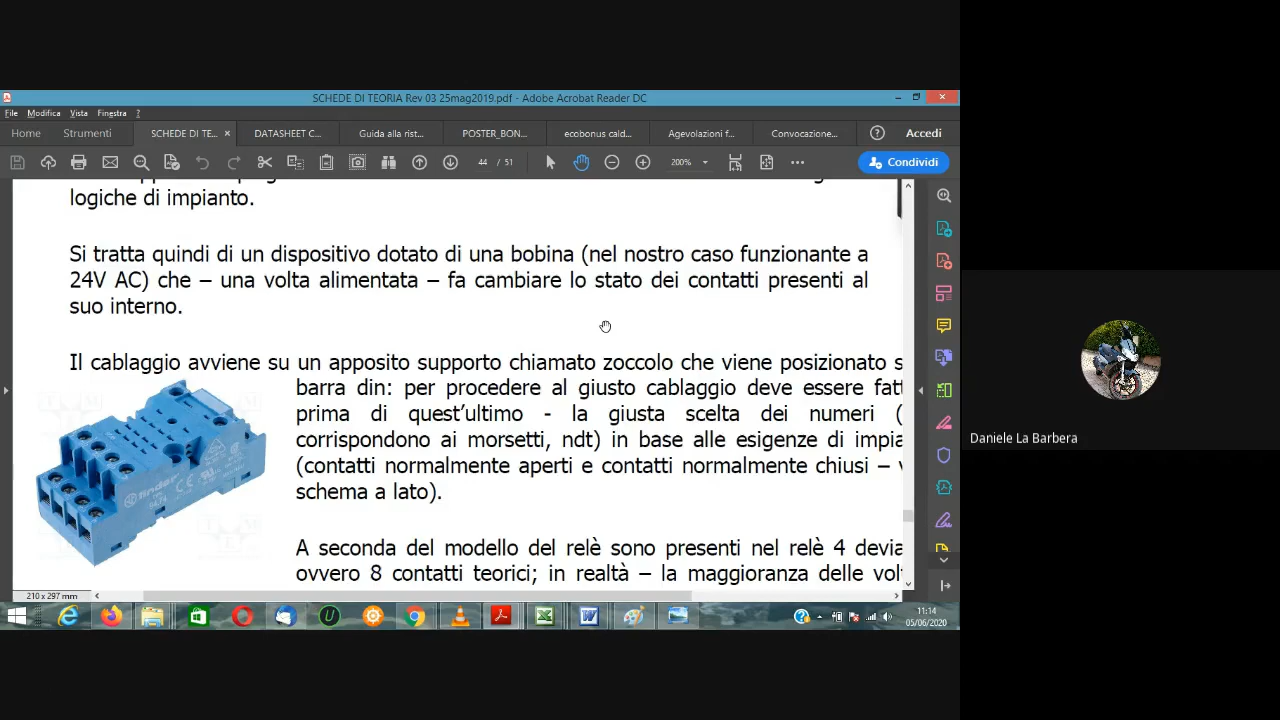 SCHEDE DI TEORIA Rev 03 25mag2019.pdf - Adobe Acrobat Reader DC
File Modifica Vista Finestra ?
Home Strumenti SCHEDE DI TE... × DATASHEET C... Guida alla rist... POSTER_BON... ecobonus cald... Agevolazioni f... Convocazione... ? Accedi
44 / 51 200% Condividi
logiche di impianto.
Si tratta quindi di un dispositivo dotato di una bobina (nel nostro caso funzionante a
24V AC) che – una volta alimentata – fa cambiare lo stato dei contatti presenti al
suo interno.
Il cablaggio avviene su un apposito supporto chiamato zoccolo che viene posizionato s
barra din: per procedere al giusto cablaggio deve essere fatt
prima di quest’ultimo - la giusta scelta dei numeri (
corrispondono ai morsetti, ndt) in base alle esigenze di impia
(contatti normalmente aperti e contatti normalmente chiusi –
schema a lato).
finder
A seconda del modello del relè sono presenti nel relè 4 devia
ovvero 8 contatti teorici; in realtà – la maggioranza delle vol
210 x 297 mm
11:14
05/06/2020
Daniele La Barbera